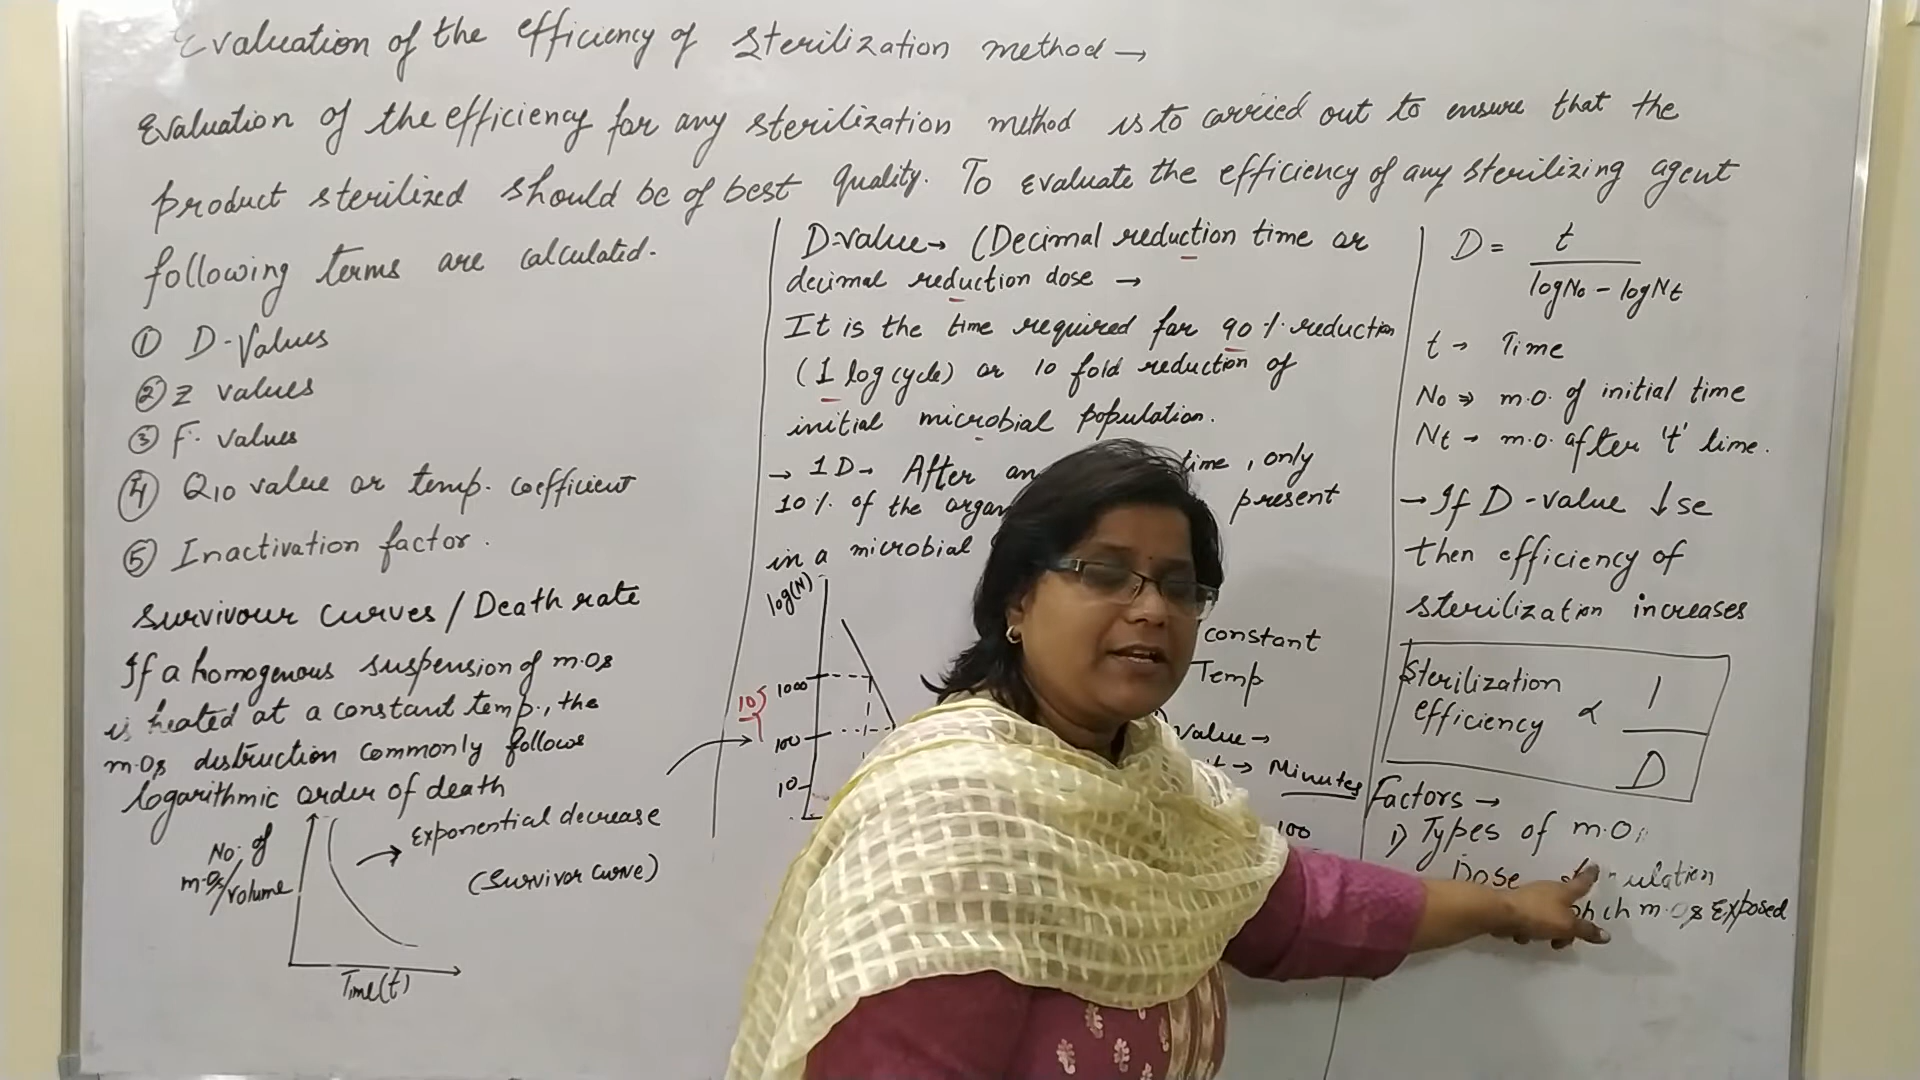 Evaluation of the efficiency of Sterilization method →
Evaluation of the efficiency for any sterilization method is to carried out to ensure that the
product sterilized should be of best quality. To evaluate the efficiency of any sterilizing agent
following terms are calculated.
① D-Values
② Z values
③ F. values
④ Q10 value or temp. coefficient
⑤ Inactivation factor.
Survivour Curves / Death rate
If a homogenous suspension of m.Os
is heated at a constant temp., the
m.Os distruction commonly follows
logarithmic order of death
Exponential decrease
(Survivor curve)
No. of
m.Os/volume
Time(t)
D-value → (Decimal reduction time or
decimal reduction dose →
It is the time required for 90 % reduction
(1 log cycle) or 10 fold reduction of
initial microbial population.
→ 1D → After an time, only
10 % of the present
in a microbial
log(N)
1000
10⁵
100
10
constant
Temp
value →
→ Minutes
100
D = t
logNo - logNt
t → Time
No ⇒ m.o. of initial time
Nt → m.o. after 't' time.
→ If D-value ↓se
then efficiency of
sterilization increases
Sterilization
efficiency ∝ 1
D
Factors →
1) Types of m.O
Dose
m.Os Exposed